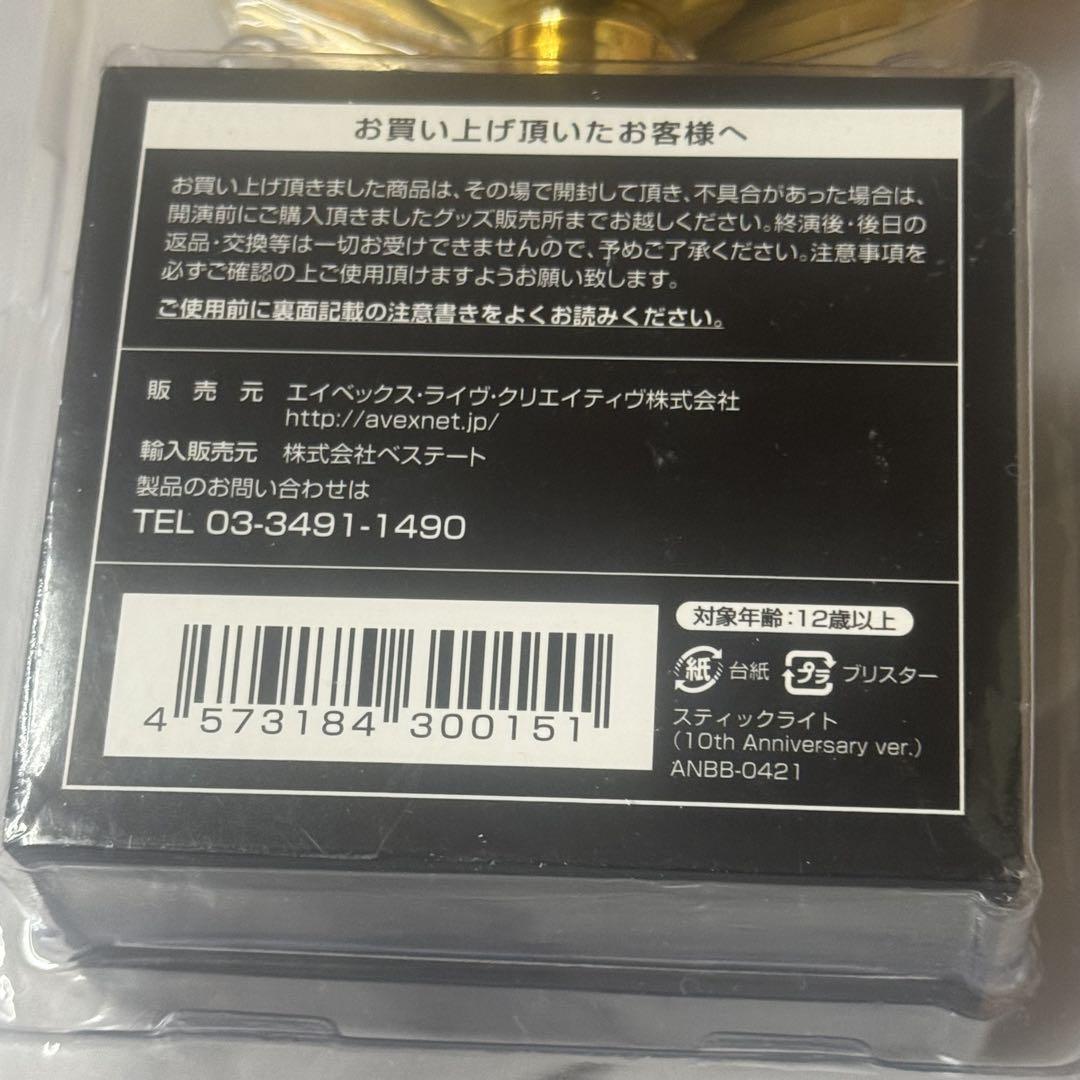 お買い上げ頂いたお客様へ
お買い上げ頂きました商品は、その場で開封して頂き、不具合があった場合は、
開演前にご購入頂きましたグッズ販売所までお越しください。終演後・後日の
返品・交換等は一切お受けできませんので、予めご了承ください。注意事項を
必ずご確認の上ご使用頂けますようお願い致します。
ご使用前に裏面記載の注意書きをよくお読みください。
販売元 エイベックス・ライヴ・クリエイティヴ株式会社
http://avexnet.jp/
輸入販売元 株式会社ベステート
製品のお問い合わせは
TEL 03-3491-1490
対象年齢:12歳以上
紙 台紙 プラ ブリスター
スティックライト
(10th Anniversary ver.)
ANBB-0421
4 573184 300151